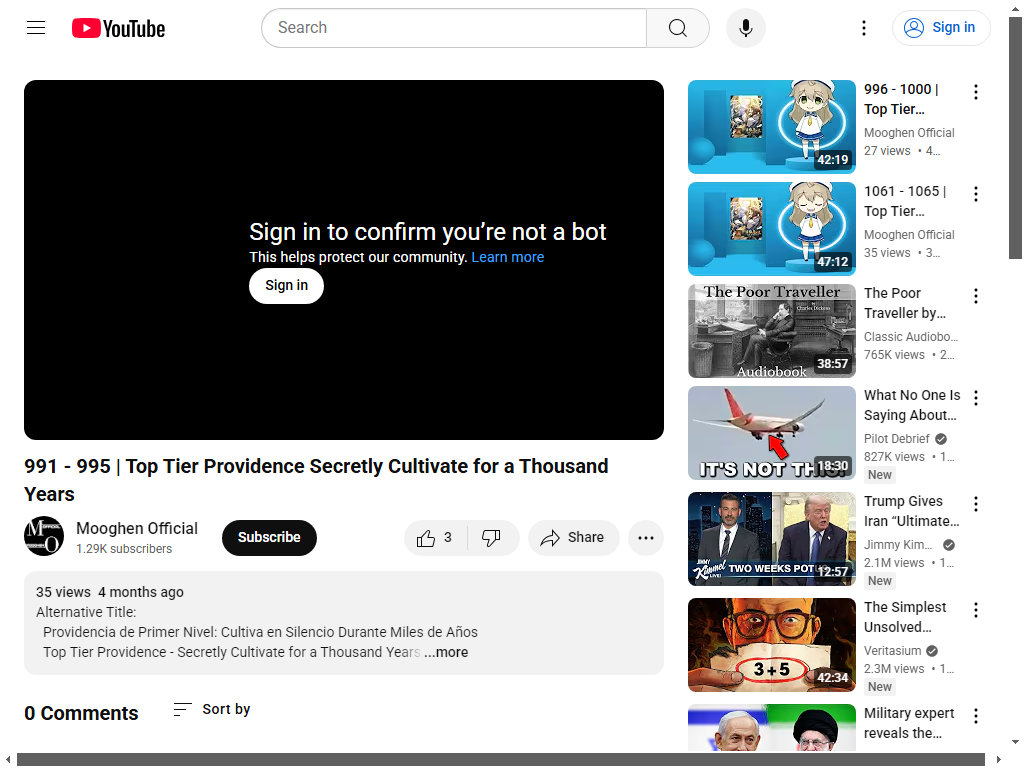 YouTube
Search
Sign in
Sign in to confirm you're not a bot
This helps protect our community. Learn more
Sign in
991 - 995 | Top Tier Providence Secretly Cultivate for a Thousand
Years
Mooghen Official
1.29K subscribers
Subscribe
3
Share
35 views 4 months ago
Alternative Title:
Providencia de Primer Nivel: Cultiva en Silencio Durante Miles de Años
Top Tier Providence - Secretly Cultivate for a Thousand Years ...more
0 Comments
Sort by
42:19
996 - 1000 |
Top Tier...
Mooghen Official
27 views • 4...
47:12
1061 - 1065 |
Top Tier...
Mooghen Official
35 views • 3...
The Poor Traveller
by
Charles Dickens
Audiobook
38:57
The Poor
Traveller by...
Classic Audiobo...
765K views • 2...
IT'S NOT THIS!
18:30
What No One Is
Saying About...
Pilot Debrief
827K views • 1...
New
JIMMY
Kimmel
LIVE!
TWO WEEKS
12:57
Trump Gives
Iran “Ultimate...
Jimmy Kim...
2.1M views • 1...
New
3+5
42:34
The Simplest
Unsolved...
Veritasium
2.3M views • 1...
New
Military expert
reveals the...